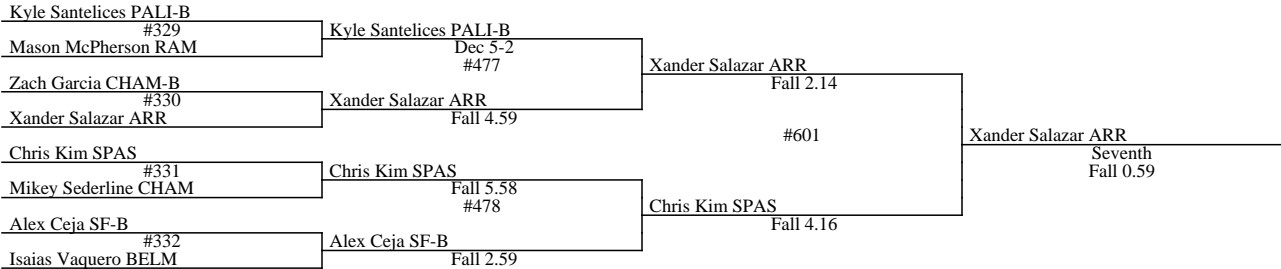 Kyle Santelices PALI-B
#329
Mason McPherson RAM
Kyle Santelices PALI-B
Dec 5-2
#477
Zach Garcia CHAM-B
#330
Xander Salazar ARR
Xander Salazar ARR
Fall 4.59
Xander Salazar ARR
Fall 2.14
#601
Chris Kim SPAS
#331
Mikey Sederline CHAM
Chris Kim SPAS
Fall 5.58
#478
Alex Ceja SF-B
#332
Isaias Vaquero BELM
Alex Ceja SF-B
Fall 2.59
Chris Kim SPAS
Fall 4.16
Xander Salazar ARR
Seventh
Fall 0.59